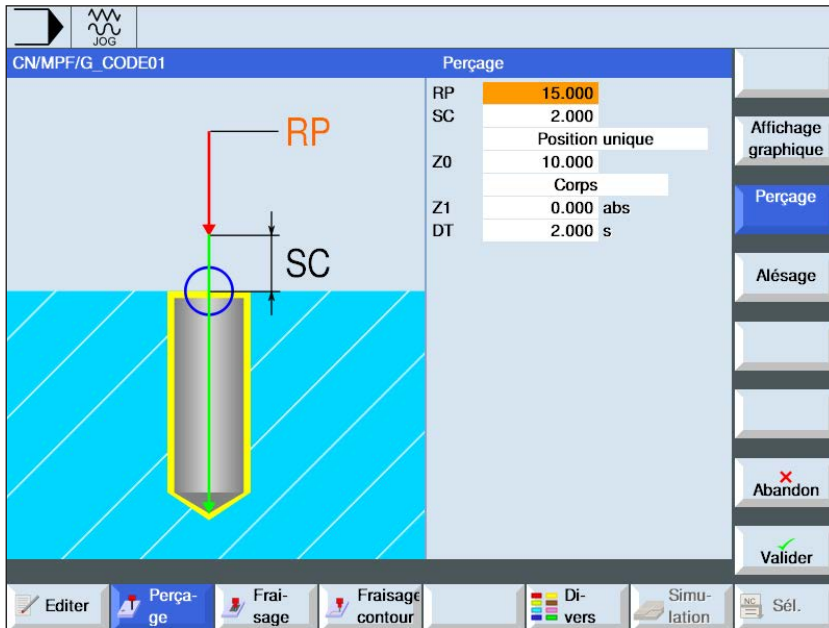 JOG
CN/MPF/G_CODE01
Perçage
RP 15.000
SC 2.000
Position unique
Z0 10.000
Corps
Z1 0.000 abs
DT 2.000 s
RP
SC
Affichage
graphique
Perçage
Alésage
Abandon
Valider
Editer
Perça-
ge
Frai-
sage
Fraisage
contour
Di-
vers
Simu-
lation
NC
Sél.